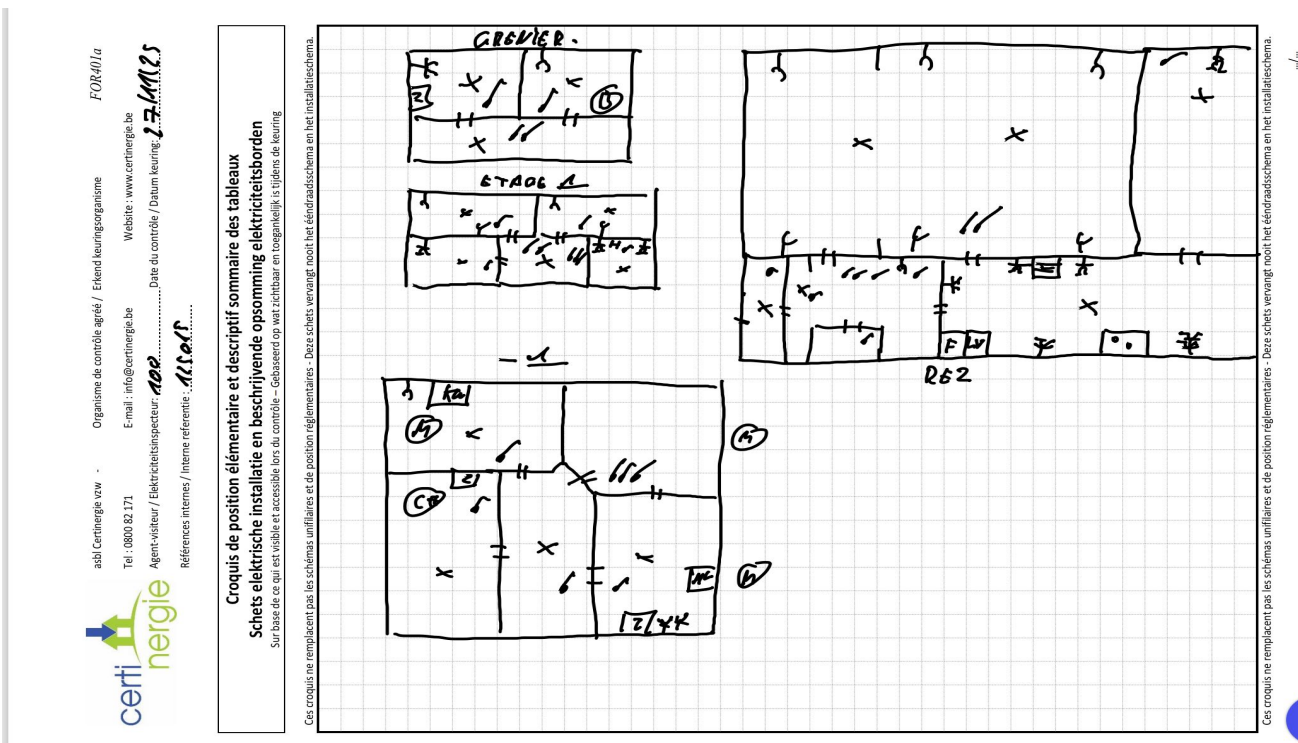 certinergie
asbl Certinergie vzw - Organisme de contrôle agréé / Erkend keuringsorganisme FOR401a
Tel : 0800 82 171 E-mail : info@certinergie.be Website : www.certinergie.be
Agent-visiteur / Elektriciteitsinspecteur: 100 Date du contrôle / Datum keuring: 27/11/25
Références internes / Interne referentie :
Croquis de position élémentaire et descriptif sommaire des tableaux
Schets elektrische installatie en beschrijvende opsomming elektriciteitsborden
Sur base de ce qui est visible et accessible lors du contrôle – Gebaseerd op wat zichtbaar en toegankelijk is tijdens de keuring
Ces croquis ne remplacent pas les schémas unifilaires et de position réglementaires - Deze schets vervangt nooit het ééndraadsschema en het installatieschema.
GRENIER.
ETAGE 1
-1
REZ
F
Ces croquis ne remplacent pas les schémas unifilaires et de position réglementaires - Deze schets vervangt nooit het ééndraadsschema en het installatieschema.
.../...